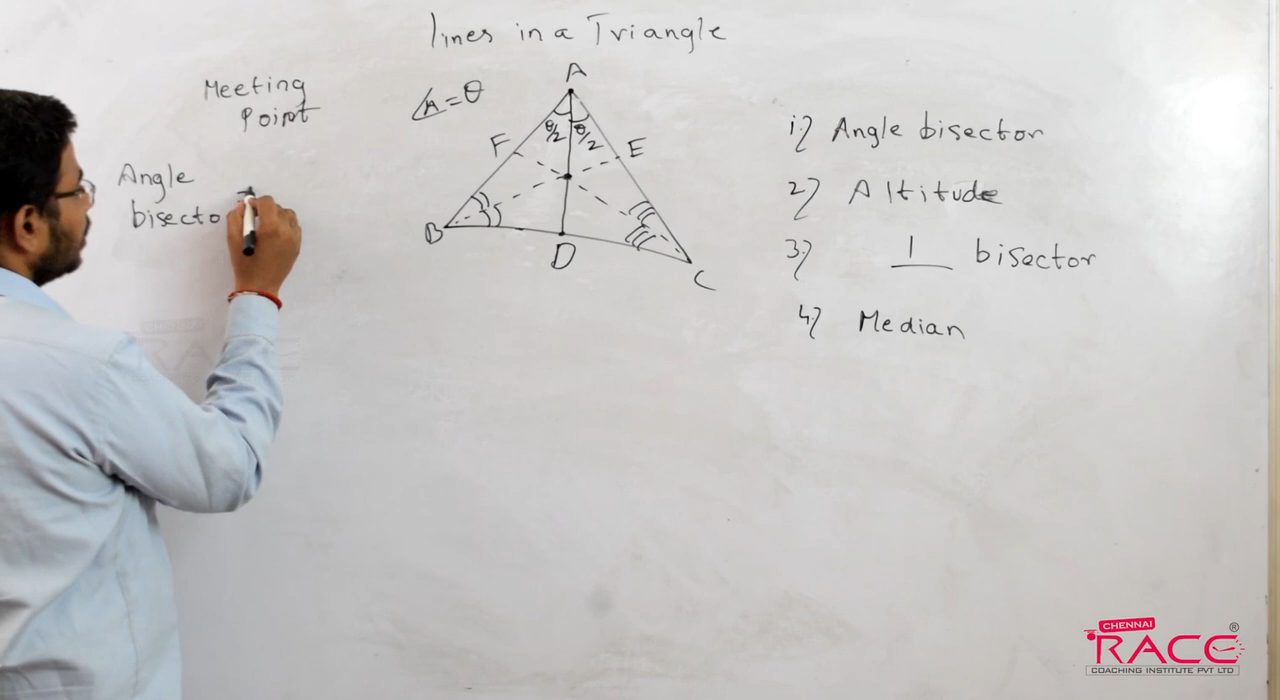 lines in a Triangle
Meeting
Point
Angle
bisecto
∠A = θ
A
θ/2 θ/2
F
E
B
D
C
1) Angle bisector
2) Altitude
3) ⊥ bisector
4) Median
CHENNAI
RACE ®
COACHING INSTITUTE PVT LTD